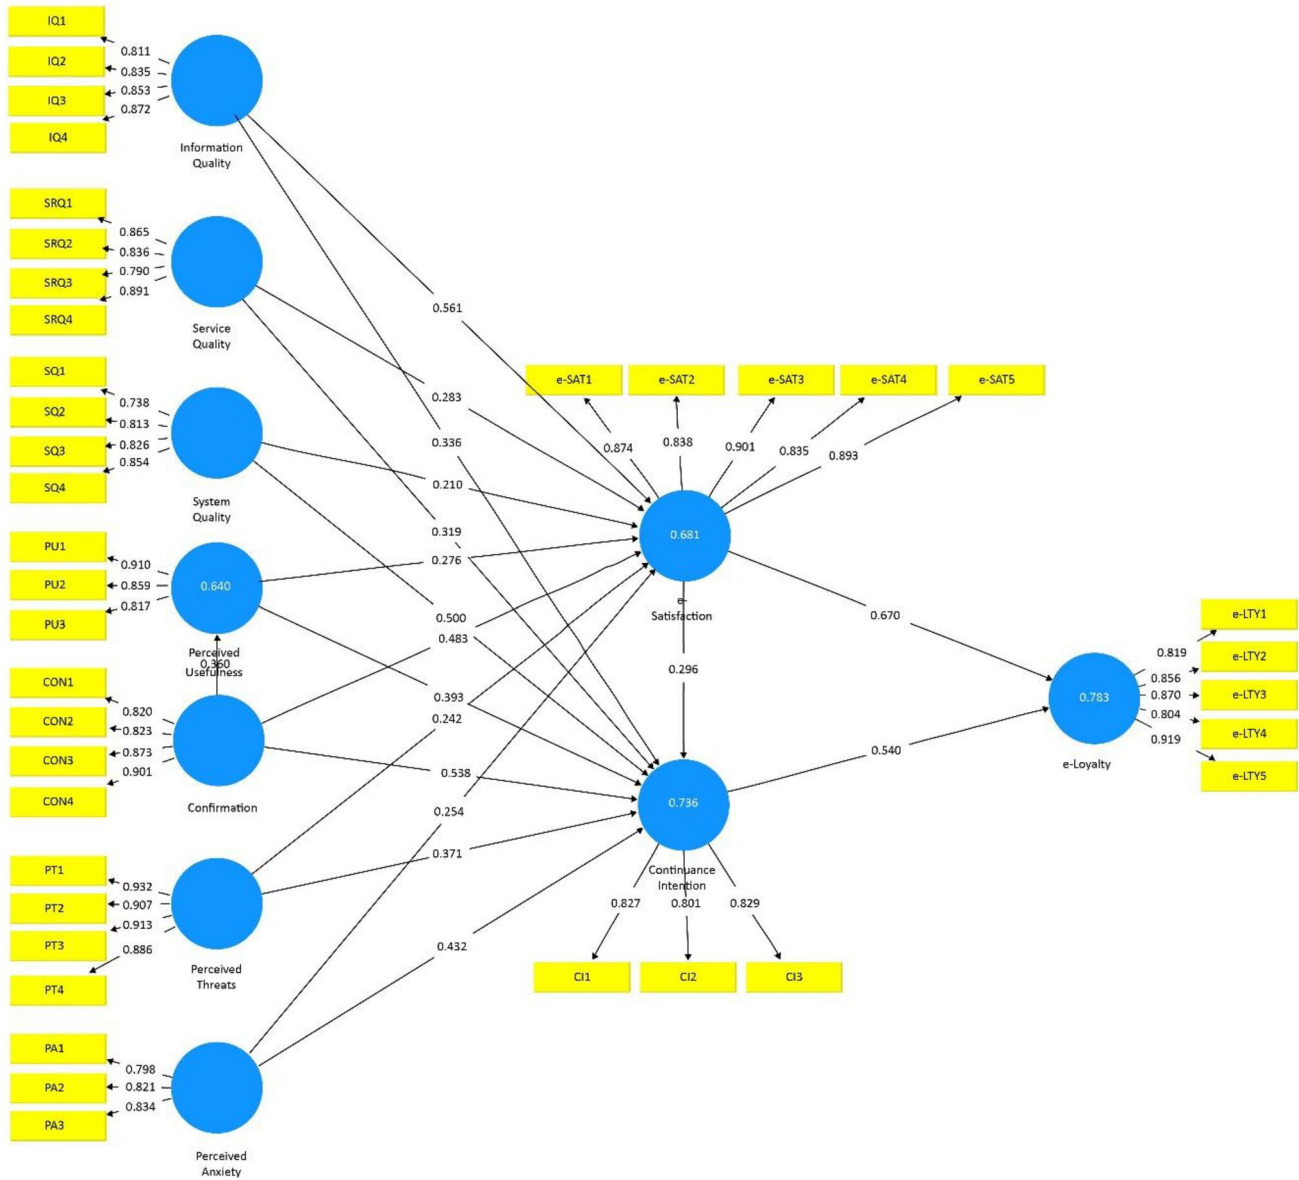 IQ1
0.811
IQ2
0.835
0.853
IQ3
0.872
IQ4
Information
Quality
SRQ1
0.865
SRQ2
0.836
0.790
SRQ3
0.891
SRQ4
Service
Quality
SQ1
0.738
SQ2
0.813
0.826
SQ3
0.854
SQ4
System
Quality
PU1
0.910
PU2
0.859
0.817
PU3
0.640
Perceived
Usefulness
0.360
CON1
0.820
CON2
0.823
0.873
CON3
0.901
CON4
Confirmation
PT1
0.932
PT2
0.907
0.913
PT3
0.886
PT4
Perceived
Threats
PA1
0.798
PA2
0.821
0.834
PA3
Perceived
Anxiety
0.561
0.283
0.336
0.210
0.319
0.276
0.500
0.483
0.393
0.242
0.538
0.254
0.371
0.432
e-SAT1
e-SAT2
e-SAT3
e-SAT4
e-SAT5
0.874
0.838
0.901
0.835
0.893
0.681
e-
Satisfaction
0.296
0.736
Continuance
Intention
0.827
0.801
0.829
CI1
CI2
CI3
0.670
0.540
0.783
e-Loyalty
e-LTY1
0.819
e-LTY2
0.856
0.870
e-LTY3
0.804
e-LTY4
0.919
e-LTY5